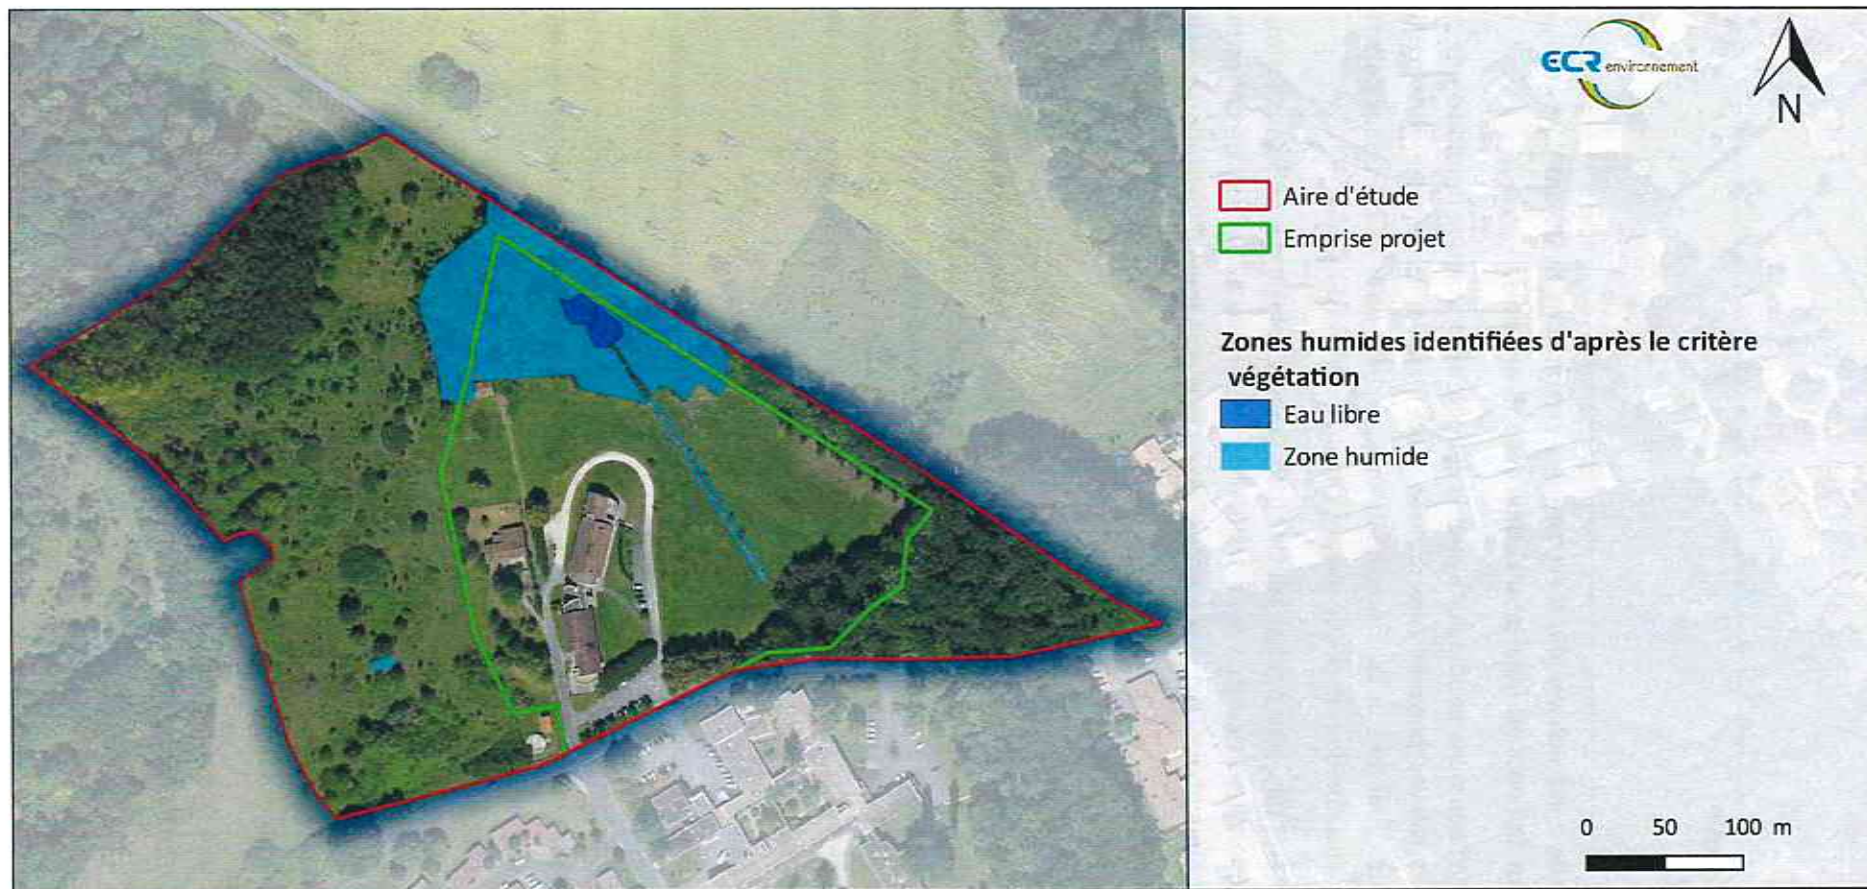 ECR environnement
N
Aire d'étude
Emprise projet
Zones humides identifiées d'après le critère
végétation
Eau libre
Zone humide
0 50 100 m